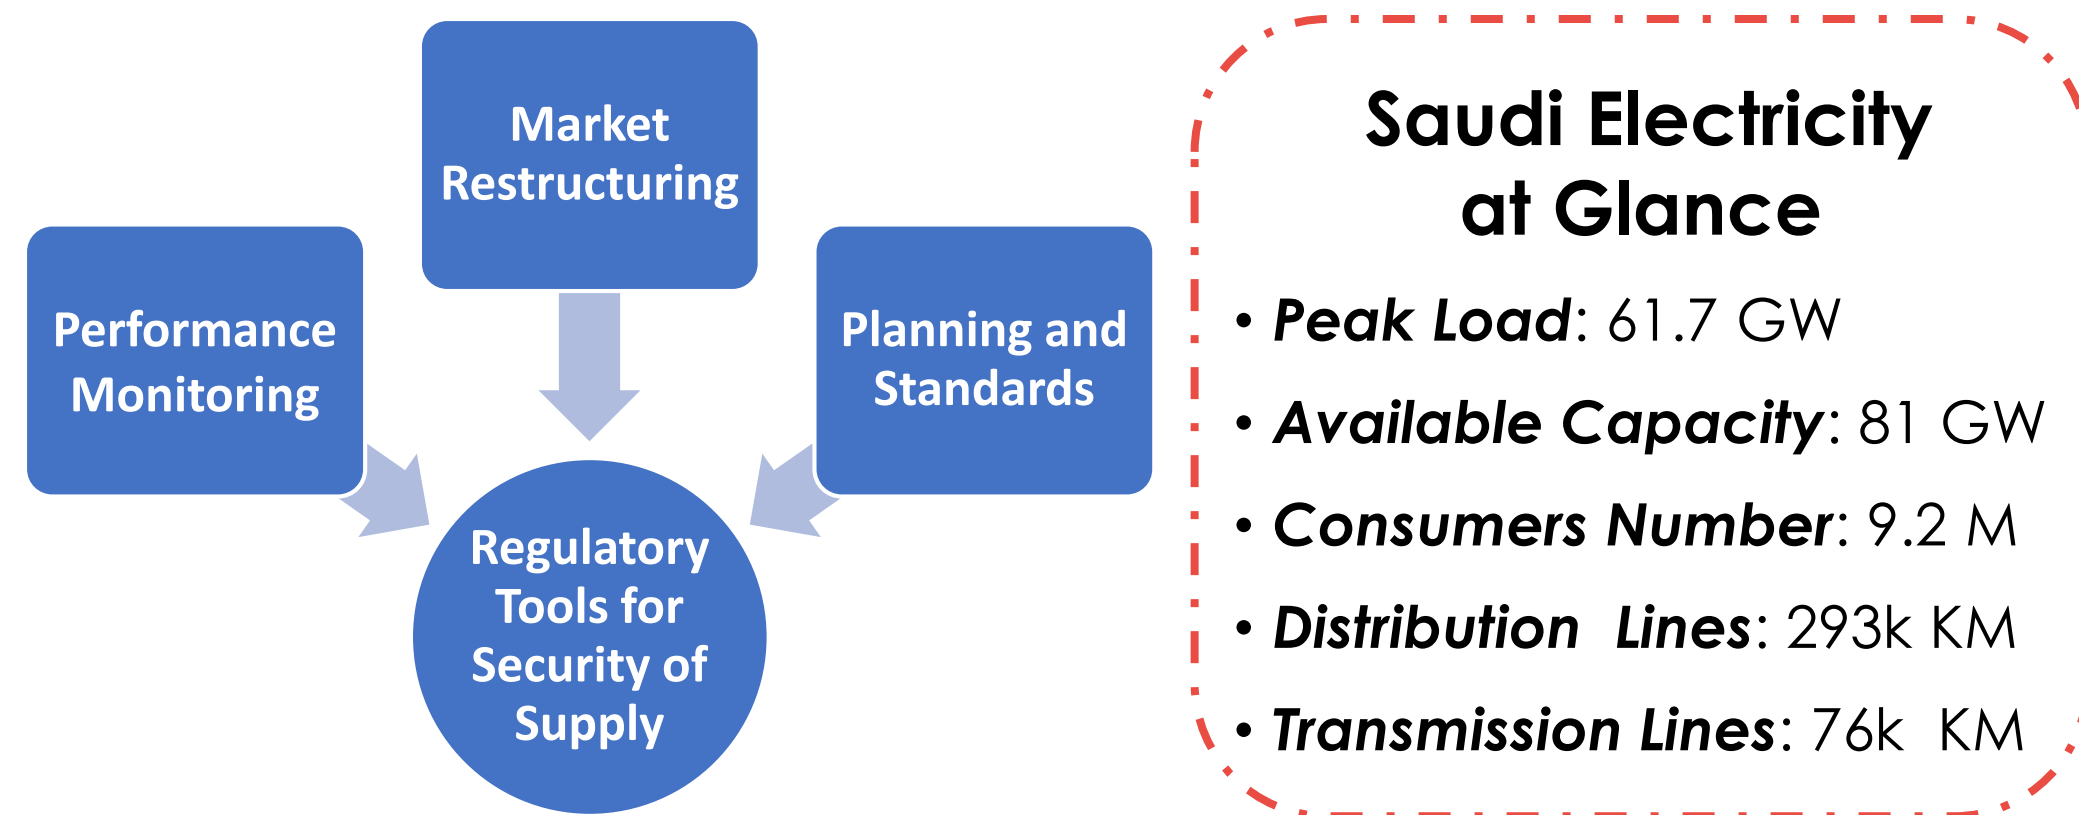 Market
Restructuring
Performance
Monitoring
Planning and
Standards
Regulatory
Tools for
Security of
Supply
Saudi Electricity
at Glance
• Peak Load: 61.7 GW
• Available Capacity: 81 GW
• Consumers Number: 9.2 M
• Distribution  Lines: 293k KM
• Transmission Lines: 76k  KM